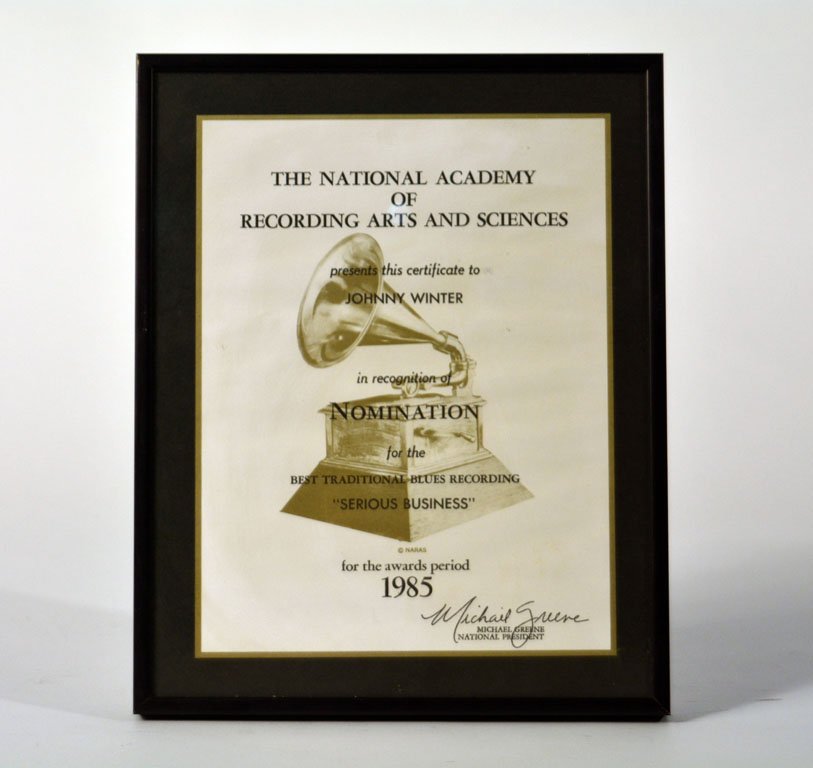 THE NATIONAL ACADEMY
OF
RECORDING ARTS AND SCIENCES
presents this certificate to
JOHNNY WINTER
in recognition of
NOMINATION
for the
BEST TRADITIONAL BLUES RECORDING
"SERIOUS BUSINESS"
© NARAS
for the awards period
1985
Michael Greene
MICHAEL GREENE
NATIONAL PRESIDENT